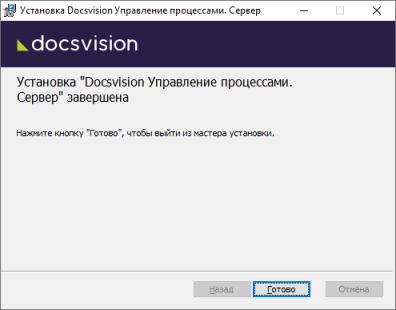 Установка Docsvision Управление процессами. Сервер
docsvision
Установка "Docsvision Управление процессами.
Сервер" завершена
Нажмите кнопку "Готово", чтобы выйти из мастера установки.
Назад Готово Отмена